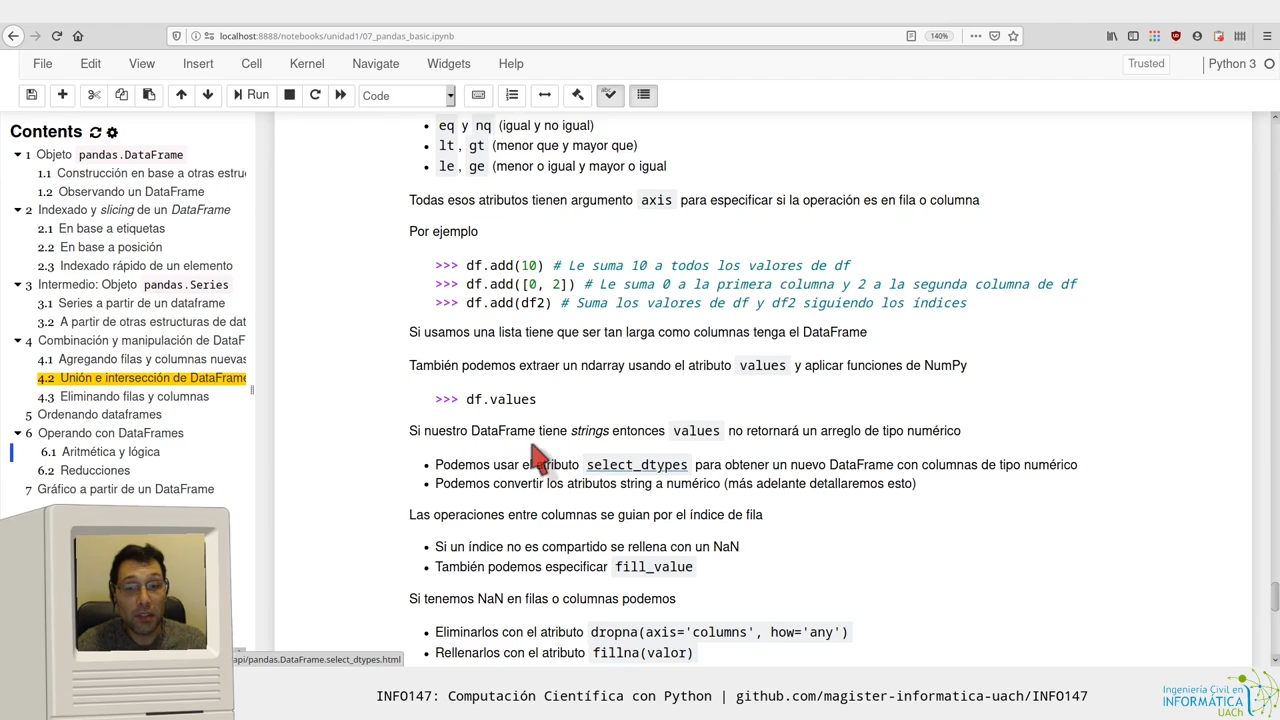 localhost:8888/notebooks/unidad1/07_pandas_basic.ipynb
140%
File Edit View Insert Cell Kernel Navigate Widgets Help
Trusted
Python 3
Run
Code
Contents
1 Objeto pandas.DataFrame
1.1 Construcción en base a otras estru
1.2 Observando un DataFrame
2 Indexado y slicing de un DataFrame
2.1 En base a etiquetas
2.2 En base a posición
2.3 Indexado rápido de un elemento
3 Intermedio: Objeto pandas.Series
3.1 Series a partir de un dataframe
3.2 A partir de otras estructuras de dat
4 Combinación y manipulación de DataF
4.1 Agregando filas y columnas nuevas
4.2 Unión e intersección de DataFrame
4.3 Eliminando filas y columnas
5 Ordenando dataframes
6 Operando con DataFrames
6.1 Aritmética y lógica
6.2 Reducciones
7 Gráfico a partir de un DataFrame
• eq y nq (igual y no igual)
• lt, gt (menor que y mayor que)
• le, ge (menor o igual y mayor o igual
Todas esos atributos tienen argumento axis para especificar si la operación es en fila o columna
Por ejemplo
>>> df.add(10) # Le suma 10 a todos los valores de df
>>> df.add([0, 2]) # Le suma 0 a la primera columna y 2 a la segunda columna de df
>>> df.add(df2) # Suma los valores de df y df2 siguiendo los índices
Si usamos una lista tiene que ser tan larga como columnas tenga el DataFrame
También podemos extraer un ndarray usando el atributo values y aplicar funciones de NumPy
>>> df.values
Si nuestro DataFrame tiene strings entonces values no retornará un arreglo de tipo numérico
• Podemos usar el atributo select_dtypes para obtener un nuevo DataFrame con columnas de tipo numérico
• Podemos convertir los atributos string a numérico (más adelante detallaremos esto)
Las operaciones entre columnas se guian por el índice de fila
• Si un índice no es compartido se rellena con un NaN
• También podemos especificar fill_value
Si tenemos NaN en filas o columnas podemos
• Eliminarlos con el atributo dropna(axis='columns', how='any')
• Rellenarlos con el atributo fillna(valor)
api/pandas.DataFrame.select_dtypes.html
INFO147: Computación Científica con Python | github.com/magister-informatica-uach/INFO147
Ingeniería Civil en
INFORMÁTICA
UACh